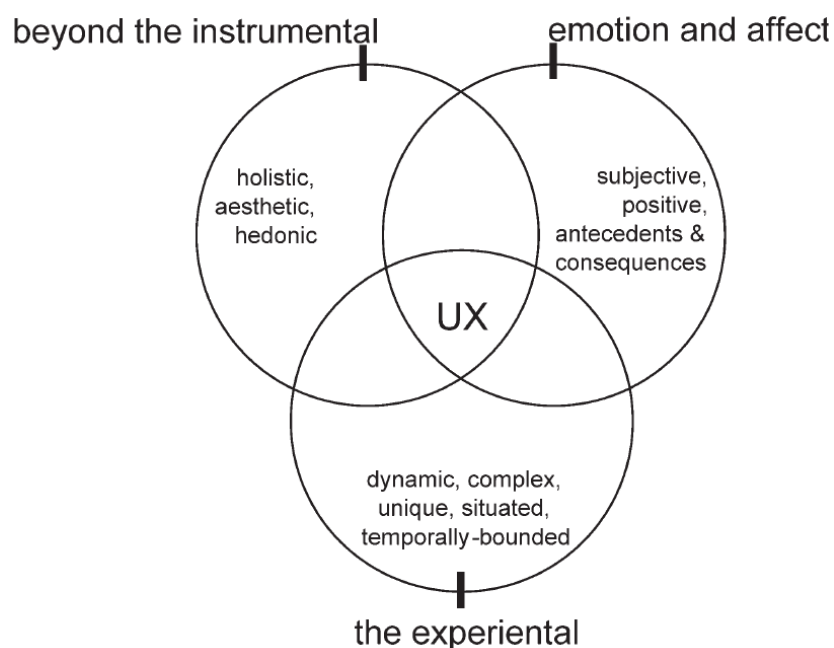 beyond the instrumental
emotion and affect
holistic,
aesthetic,
hedonic
subjective,
positive,
antecedents &
consequences
UX
dynamic, complex,
unique, situated,
temporally-bounded
the experiental